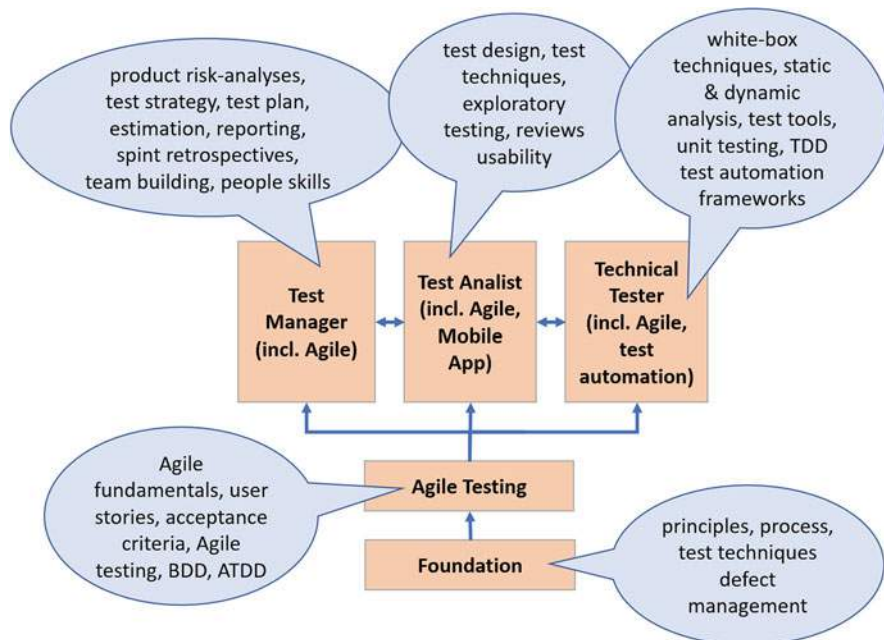 product risk-analyses,
test strategy, test plan,
estimation, reporting,
spint retrospectives,
team building, people skills
test design, test
techniques,
exploratory
testing, reviews
usability
white-box
techniques, static
& dynamic
analysis, test tools,
unit testing, TDD
test automation
frameworks
Test
Manager
(incl. Agile)
Test Analist
(incl. Agile,
Mobile
App)
Technical
Tester
(incl. Agile,
test
automation)
Agile
fundamentals, user
stories, acceptance
criteria, Agile
testing, BDD, ATDD
Agile Testing
Foundation
principles, process,
test techniques
defect
management